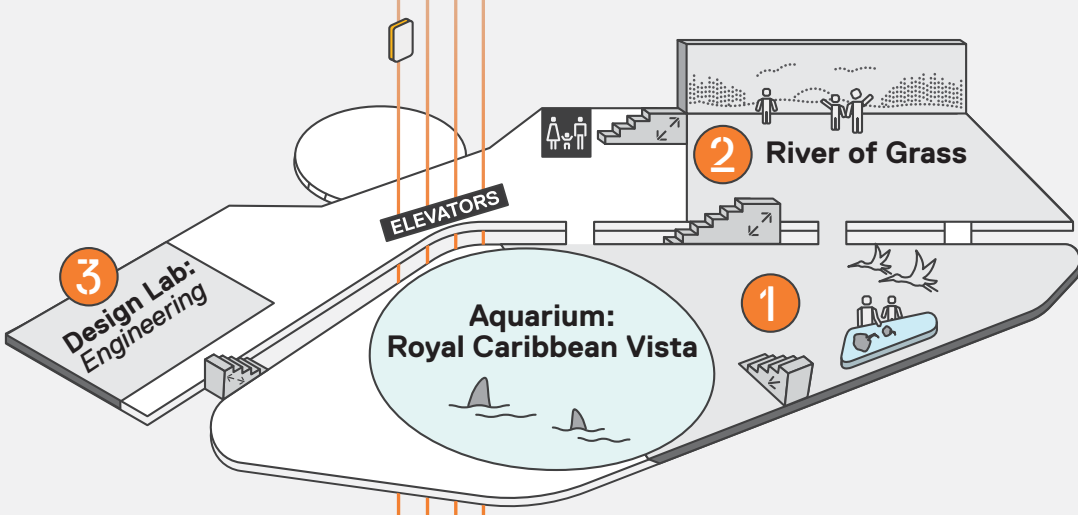 2 River of Grass
ELEVATORS
3
Design Lab:
Engineering
1
Aquarium:
Royal Caribbean Vista